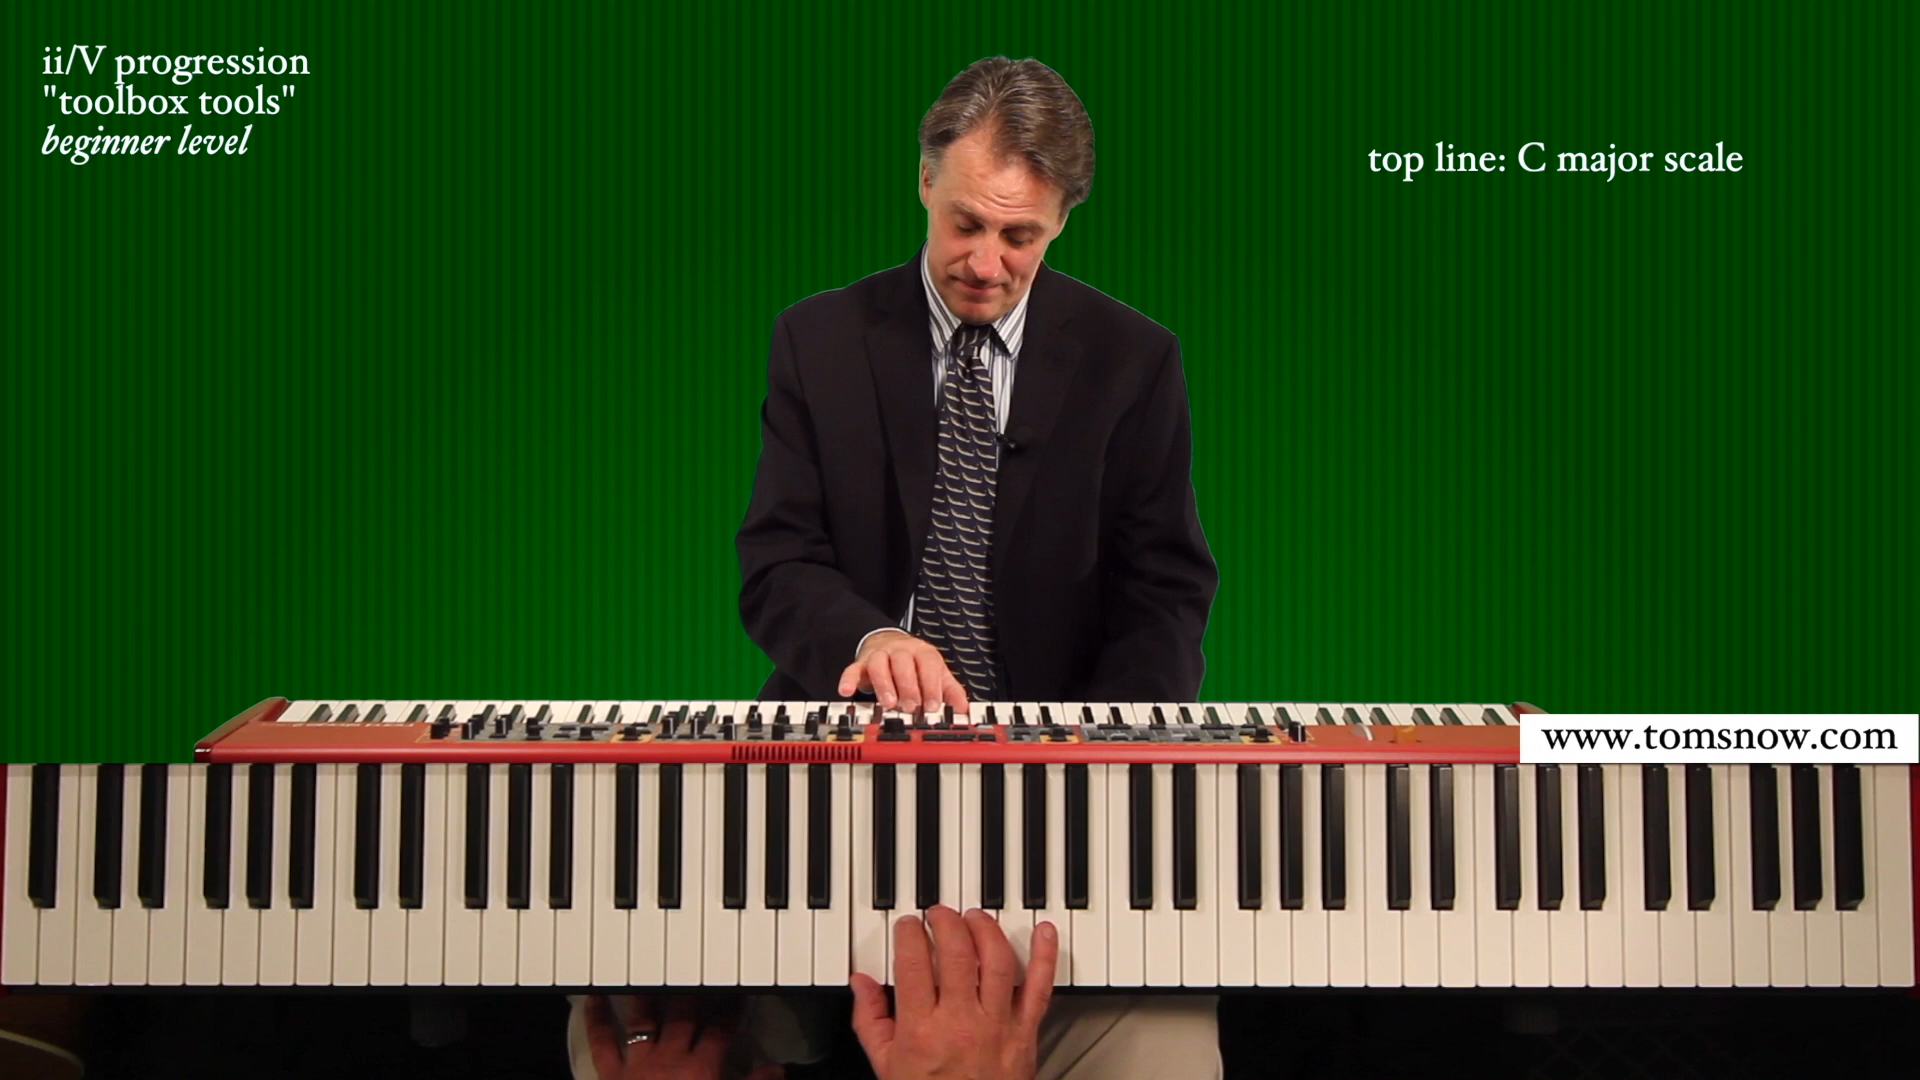 ii/V progression
"toolbox tools"
beginner level
top line: C major scale
www.tomsnow.com